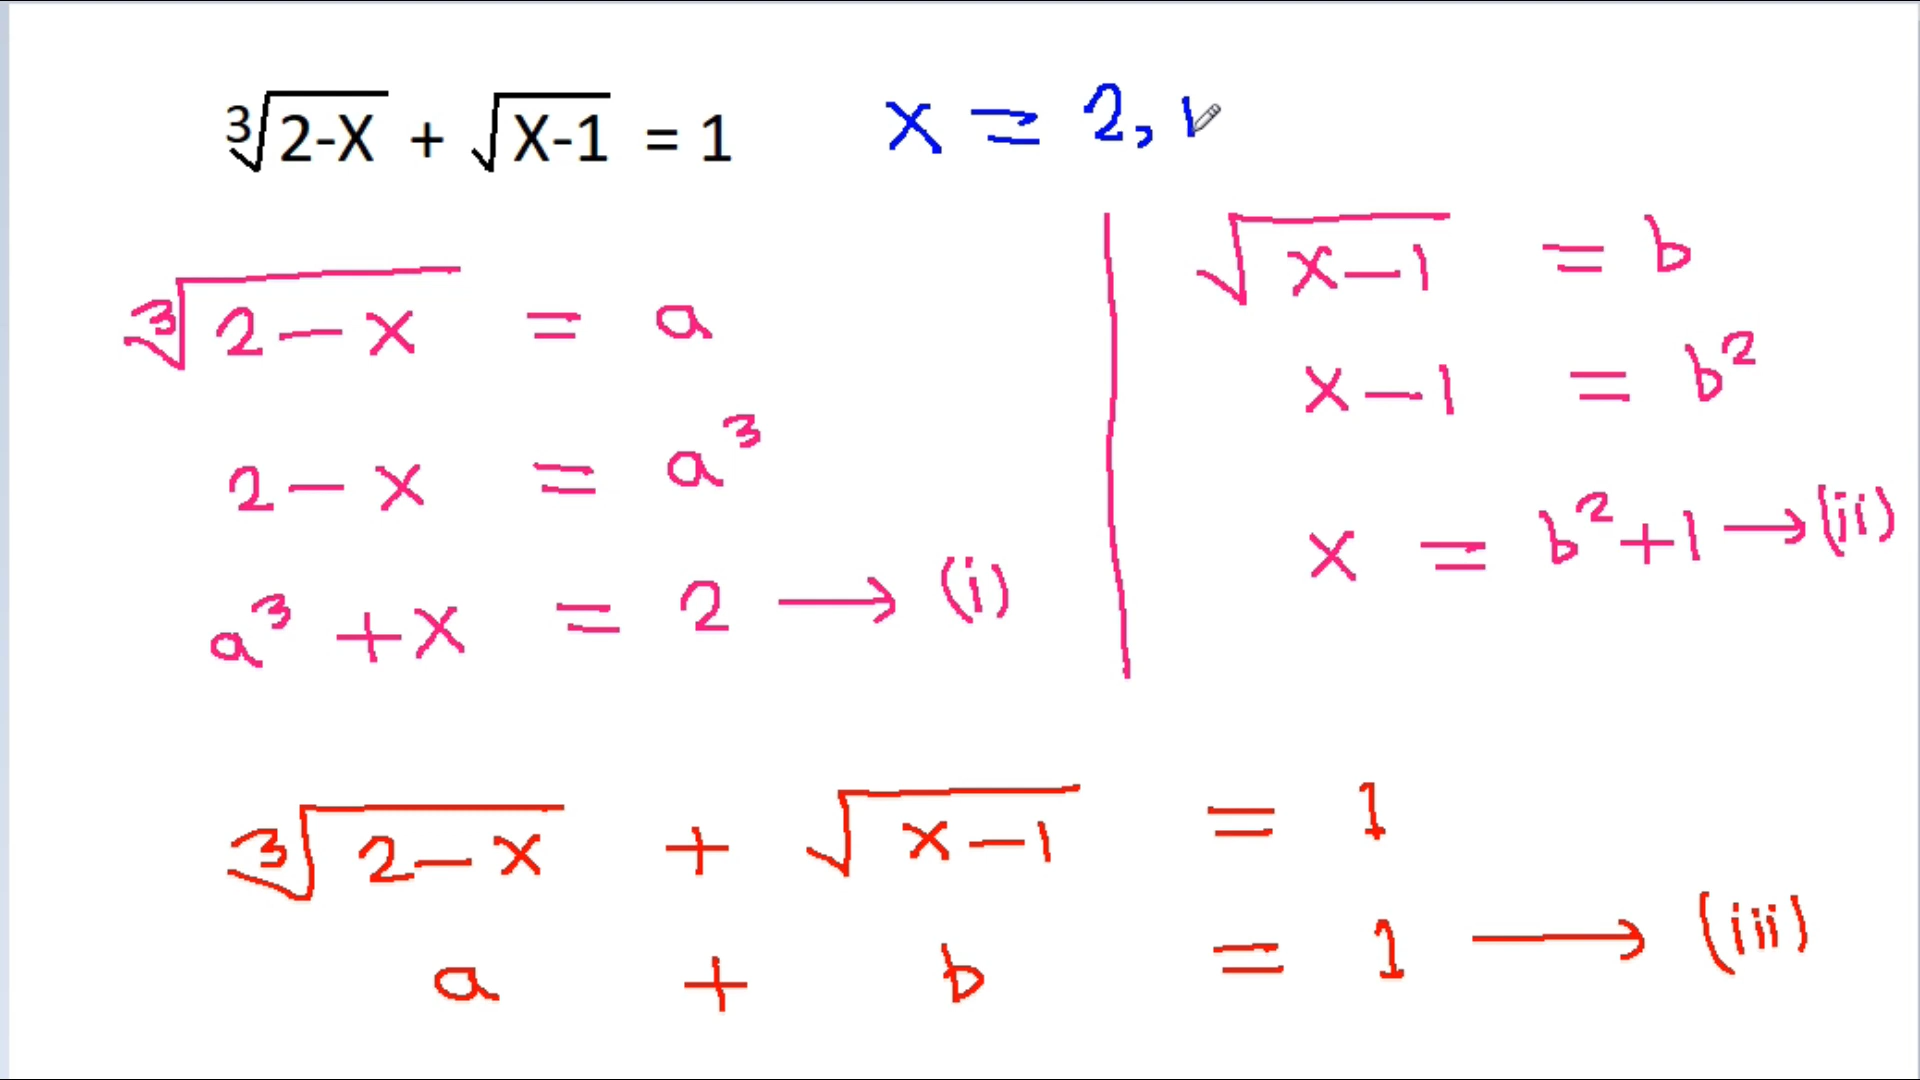 ∛(2-X) + √(X-1) = 1
x = 2, 1
∛(2-x) = a
2-x = a³
a³+x = 2 → (i)
√(x-1) = b
x-1 = b²
x = b²+1 → (ii)
∛(2-x) + √(x-1) = 1
a + b = 1 → (iii)